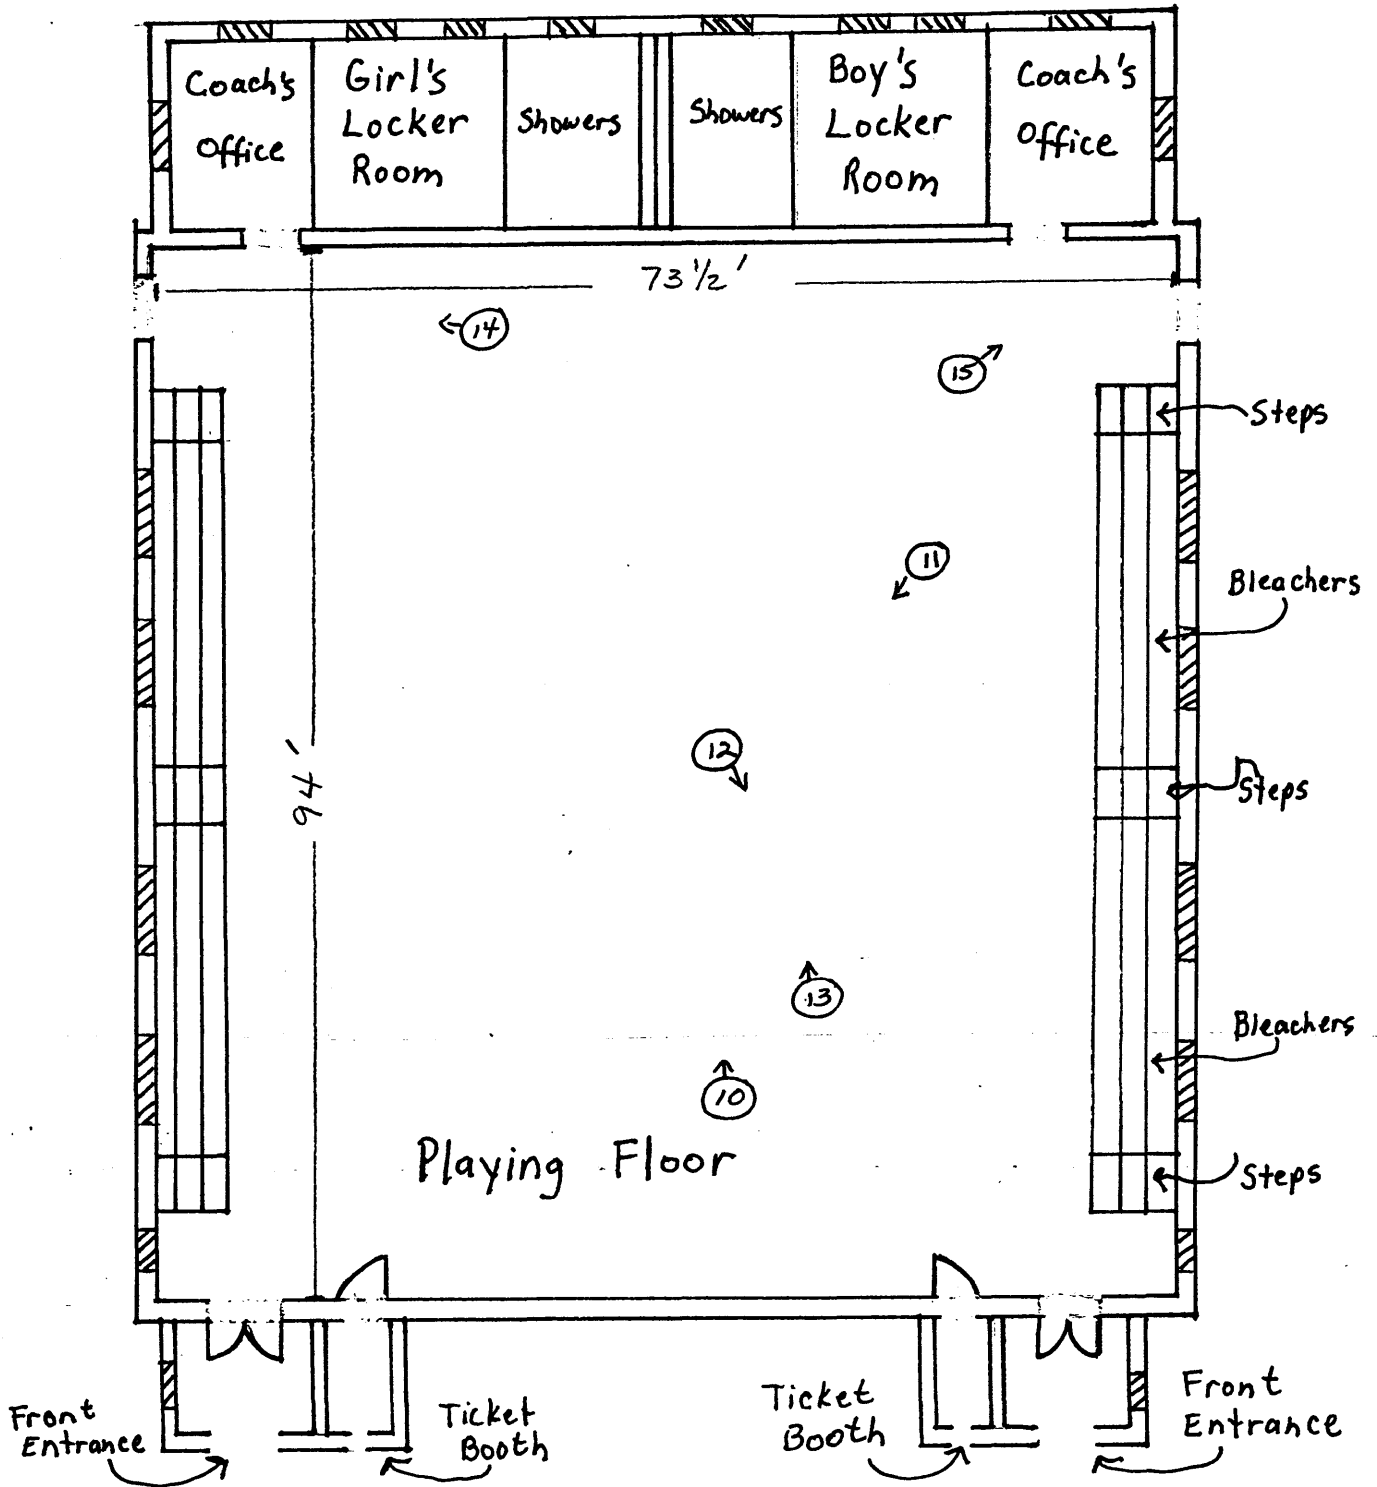 Coach's
Office
Girl's
Locker
Room
Showers
Showers
Boy's
Locker
Room
Coach's
Office
73 1/2'
14
15
Steps
11
Bleachers
12
94'
Steps
13
Bleachers
10
Playing Floor
Steps
Front
Entrance
Ticket
Booth
Ticket
Booth
Front
Entrance